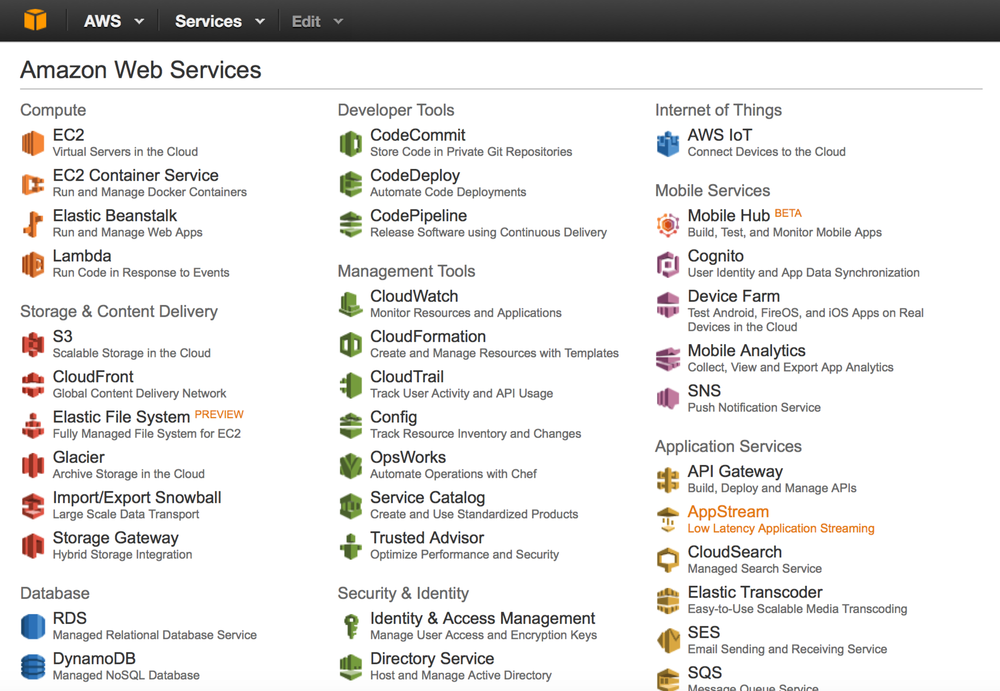 AWS
Services
Edit
Amazon Web Services
Compute
EC2
Virtual Servers in the Cloud
EC2 Container Service
Run and Manage Docker Containers
Elastic Beanstalk
Run and Manage Web Apps
Lambda
Run Code in Response to Events
Storage & Content Delivery
S3
Scalable Storage in the Cloud
CloudFront
Global Content Delivery Network
Elastic File System PREVIEW
Fully Managed File System for EC2
Glacier
Archive Storage in the Cloud
Import/Export Snowball
Large Scale Data Transport
Storage Gateway
Hybrid Storage Integration
Database
RDS
Managed Relational Database Service
DynamoDB
Managed NoSQL Database
Developer Tools
CodeCommit
Store Code in Private Git Repositories
CodeDeploy
Automate Code Deployments
CodePipeline
Release Software using Continuous Delivery
Management Tools
CloudWatch
Monitor Resources and Applications
CloudFormation
Create and Manage Resources with Templates
CloudTrail
Track User Activity and API Usage
Config
Track Resource Inventory and Changes
OpsWorks
Automate Operations with Chef
Service Catalog
Create and Use Standardized Products
Trusted Advisor
Optimize Performance and Security
Security & Identity
Identity & Access Management
Manage User Access and Encryption Keys
Directory Service
Host and Manage Active Directory
Internet of Things
AWS IoT
Connect Devices to the Cloud
Mobile Services
Mobile Hub BETA
Build, Test, and Monitor Mobile Apps
Cognito
User Identity and App Data Synchronization
Device Farm
Test Android, FireOS, and iOS Apps on Real
Devices in the Cloud
Mobile Analytics
Collect, View and Export App Analytics
SNS
Push Notification Service
Application Services
API Gateway
Build, Deploy and Manage APIs
AppStream
Low Latency Application Streaming
CloudSearch
Managed Search Service
Elastic Transcoder
Easy-to-Use Scalable Media Transcoding
SES
Email Sending and Receiving Service
SQS
Message Queue Service